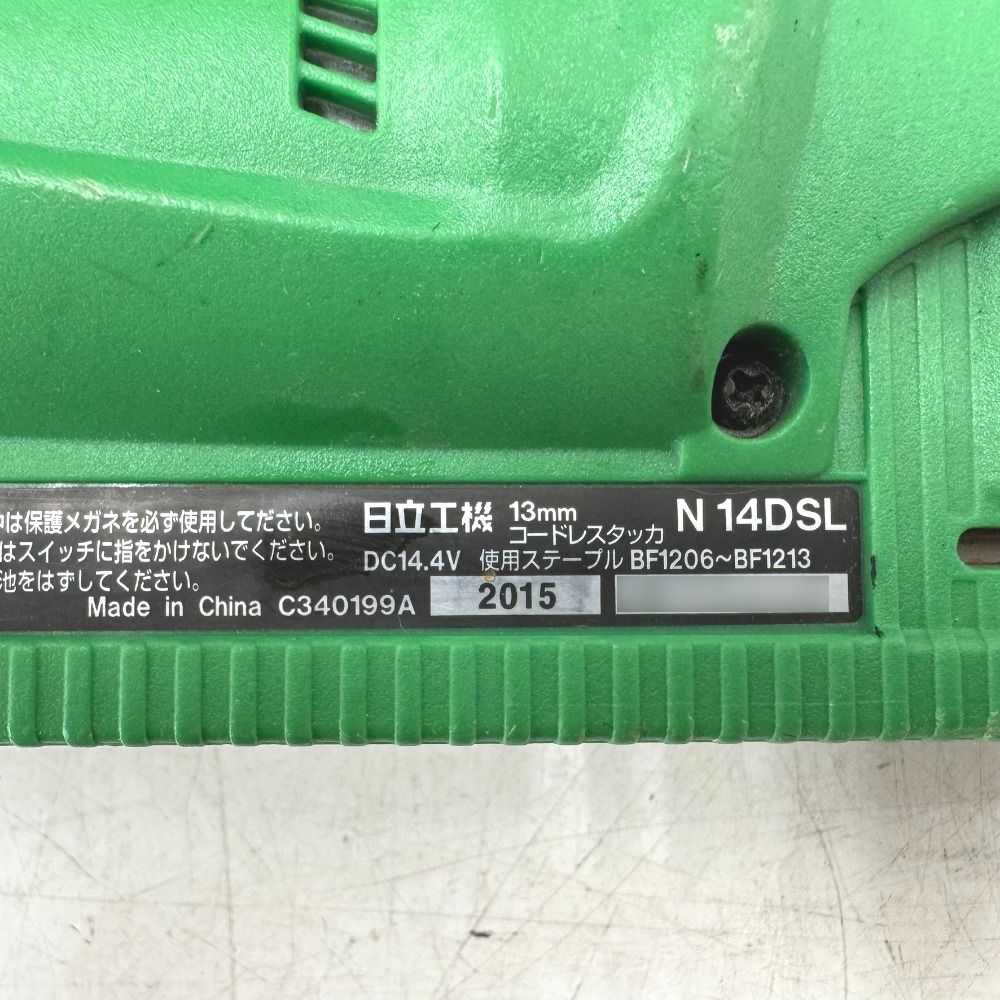 は保護メガネを必ず使用してださい。
はスイッチに指をかけないでください。
池をはずしてください。
Made in China C340199A
日立工機 13mm コードレスタッカ N 14DSL
DC14.4V 使用ステープル BF1206~BF1213
2015